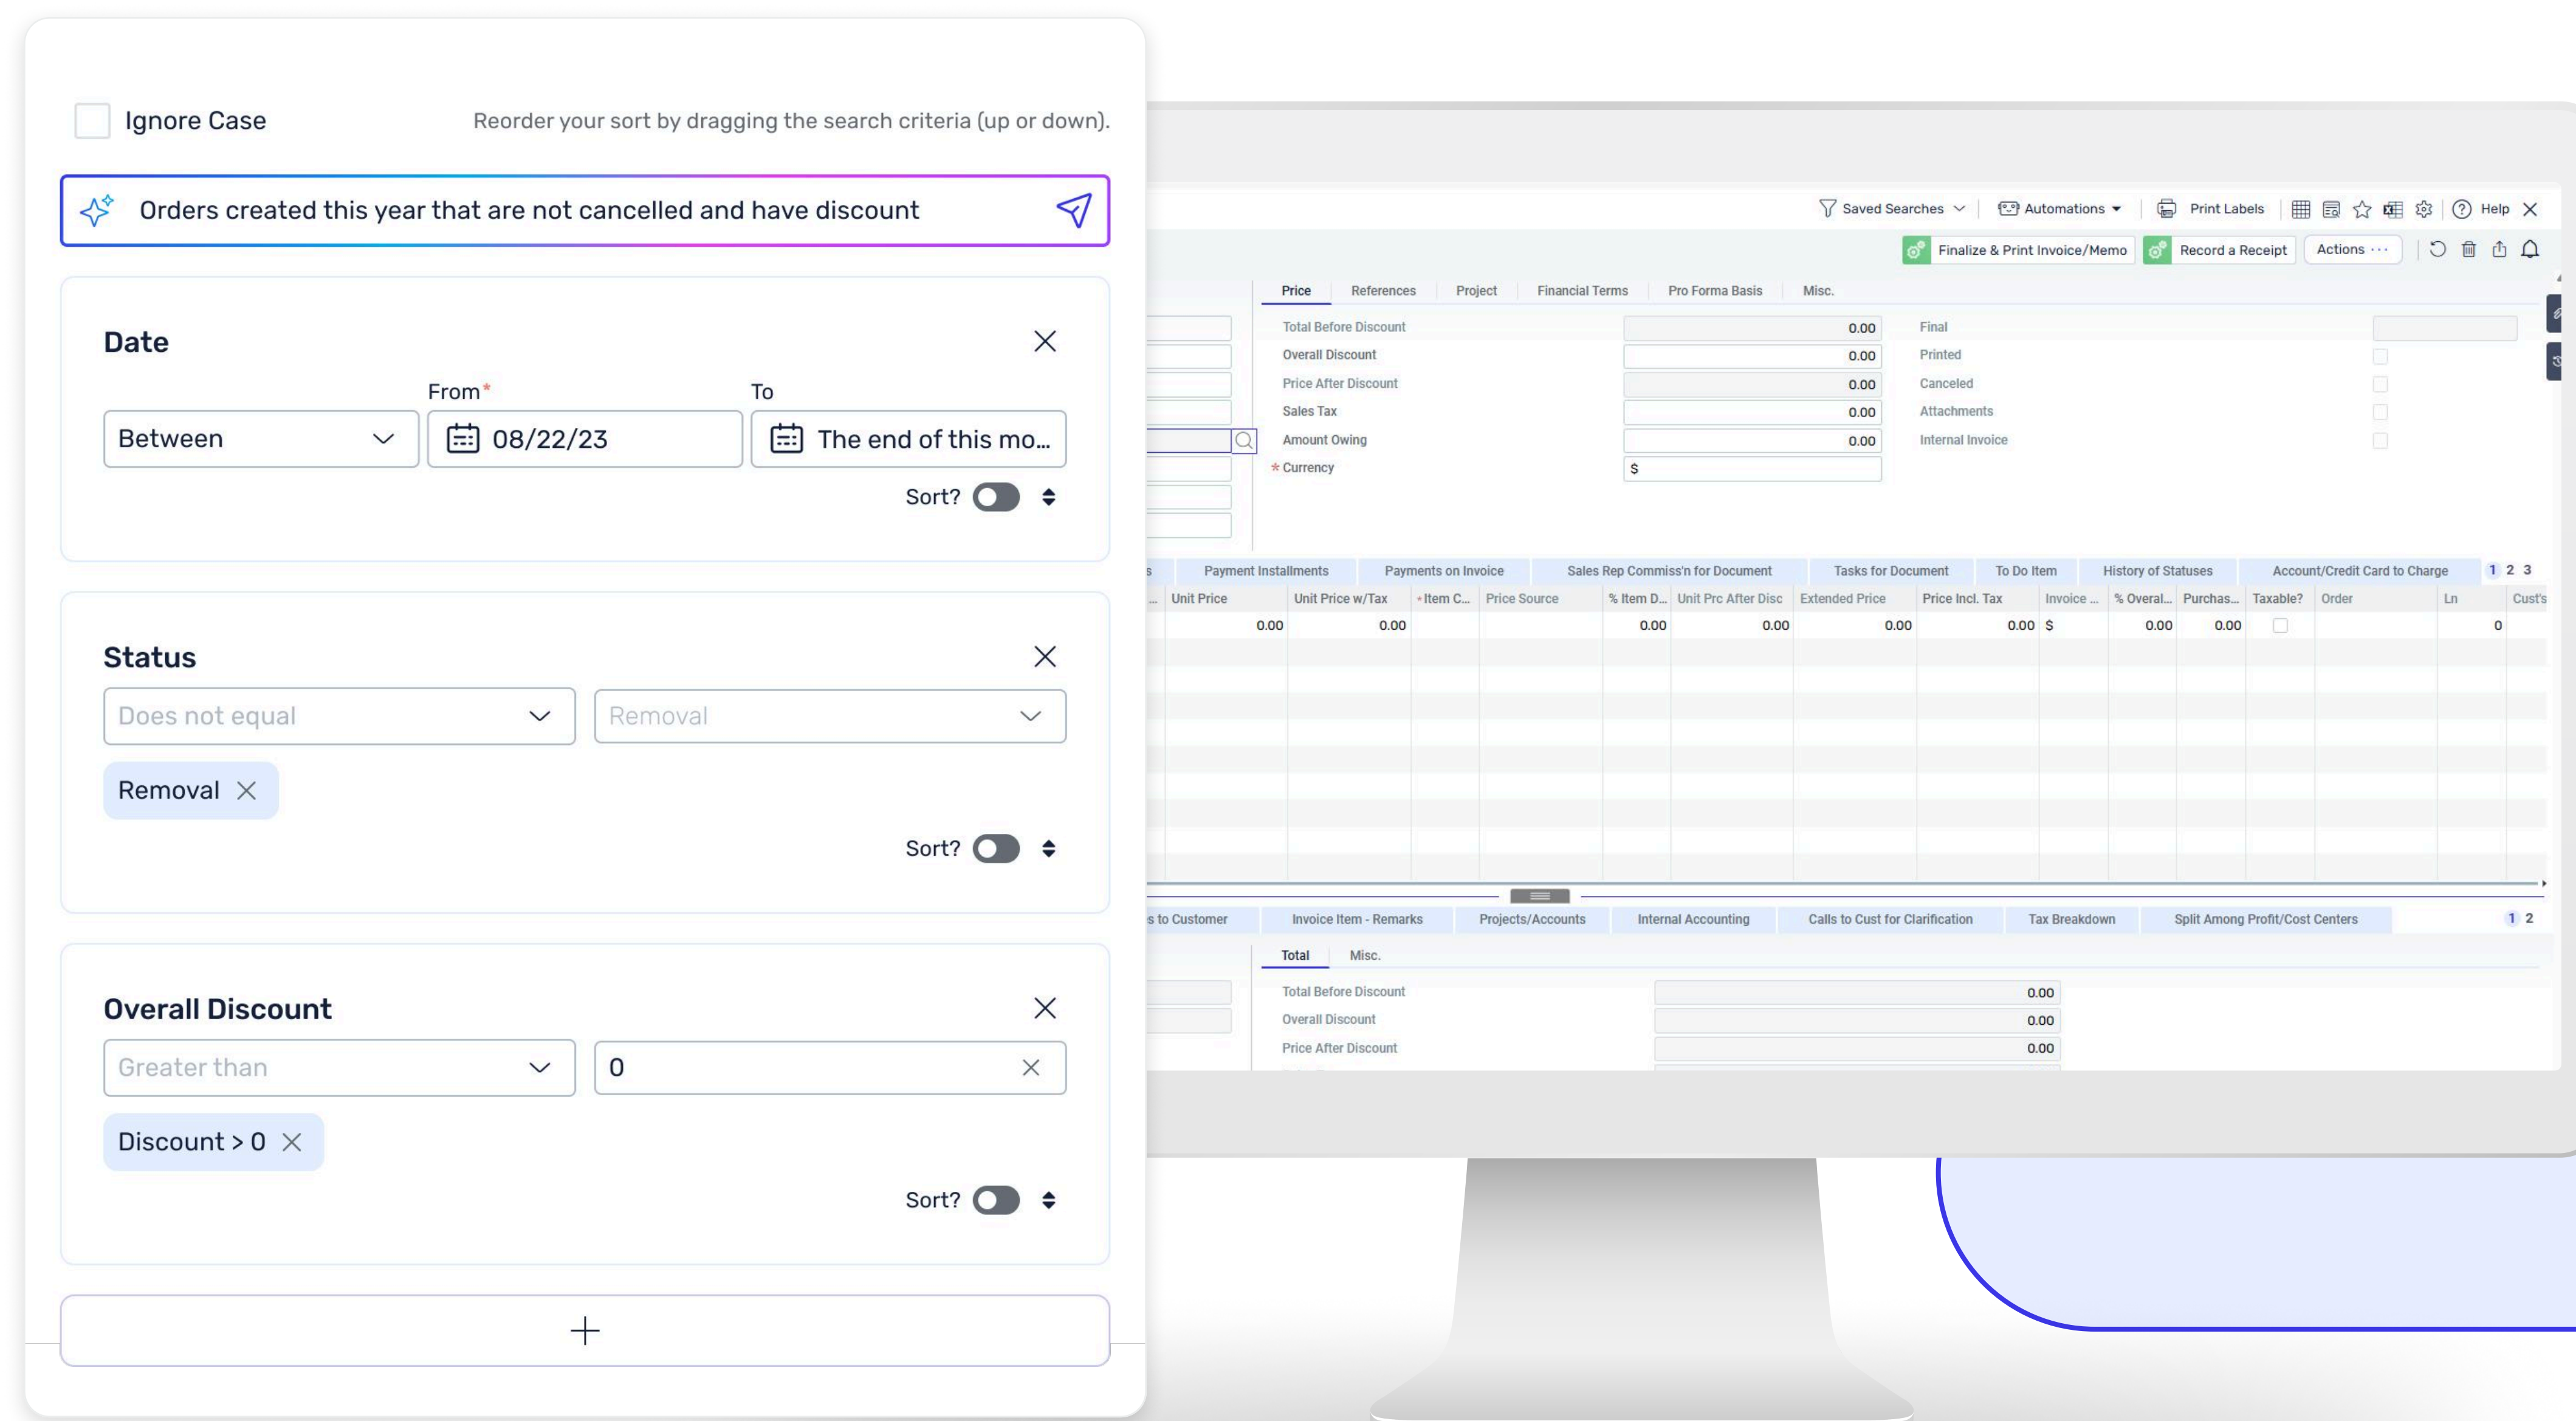 Ignore Case
Reorder your sort by dragging the search criteria (up or down).
Orders created this year that are not cancelled and have discount
Date
From*
To
Between
08/22/23
The end of this mo...
Sort?
Status
Does not equal
Removal
Removal
Sort?
Overall Discount
Greater than
0
Discount > 0
Sort?
Saved Searches
Automations
Print Labels
Help
Finalize & Print Invoice/Memo
Record a Receipt
Actions ...
Price References Project Financial Terms Pro Forma Basis Misc.
Total Before Discount 0.00 Final
Overall Discount 0.00 Printed
Price After Discount 0.00 Canceled
Sales Tax 0.00 Attachments
Amount Owing 0.00 Internal Invoice
* Currency $
s Payment Installments Payments on Invoice Sales Rep Commiss'n for Document Tasks for Document To Do Item History of Statuses Account/Credit Card to Charge 1 2 3
... Unit Price Unit Price w/Tax *Item C... Price Source % Item D... Unit Prc After Disc Extended Price Price Incl. Tax Invoice ... % Overal... Purchas... Taxable? Order Ln Cust's
0.00 0.00 0.00 0.00 0.00 0.00 $ 0.00 0.00 0
s to Customer Invoice Item - Remarks Projects/Accounts Internal Accounting Calls to Cust for Clarification Tax Breakdown Split Among Profit/Cost Centers 1 2
Total Misc.
Total Before Discount 0.00
Overall Discount 0.00
Price After Discount 0.00